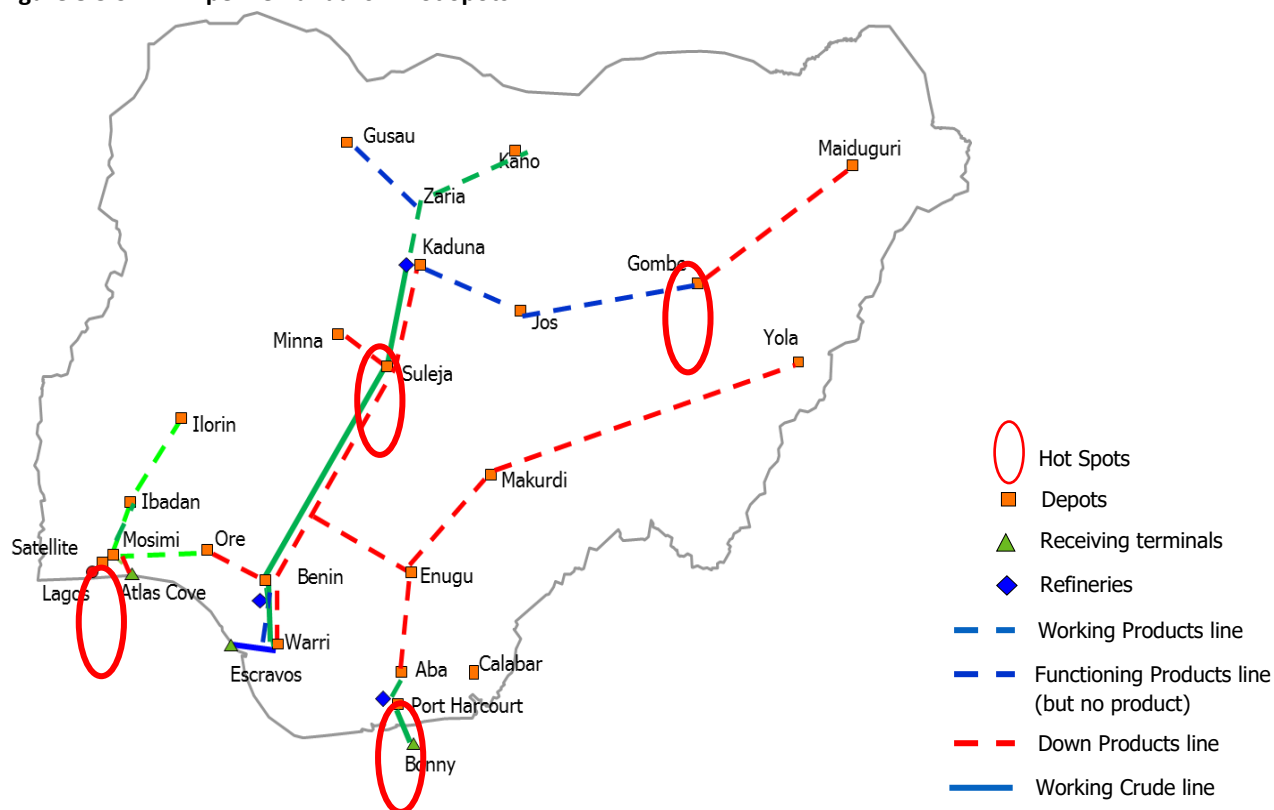 Gusau
Kano
Maiduguri
Zaria
Kaduna
Gombe
Jos
Minna
Yola
Suleja
Ilorin
Hot Spots
Makurdi
Depots
Ibadan
Mosimi
Ore
Satellite
Receiving terminals
Benin
Enugu
Lagos
Atlas Cove
Refineries
Working Products line
Warri
Escravos
Aba
Calabar
Functioning Products line
(but no product)
Port Harcourt
Down Products line
Bonny
Working Crude line